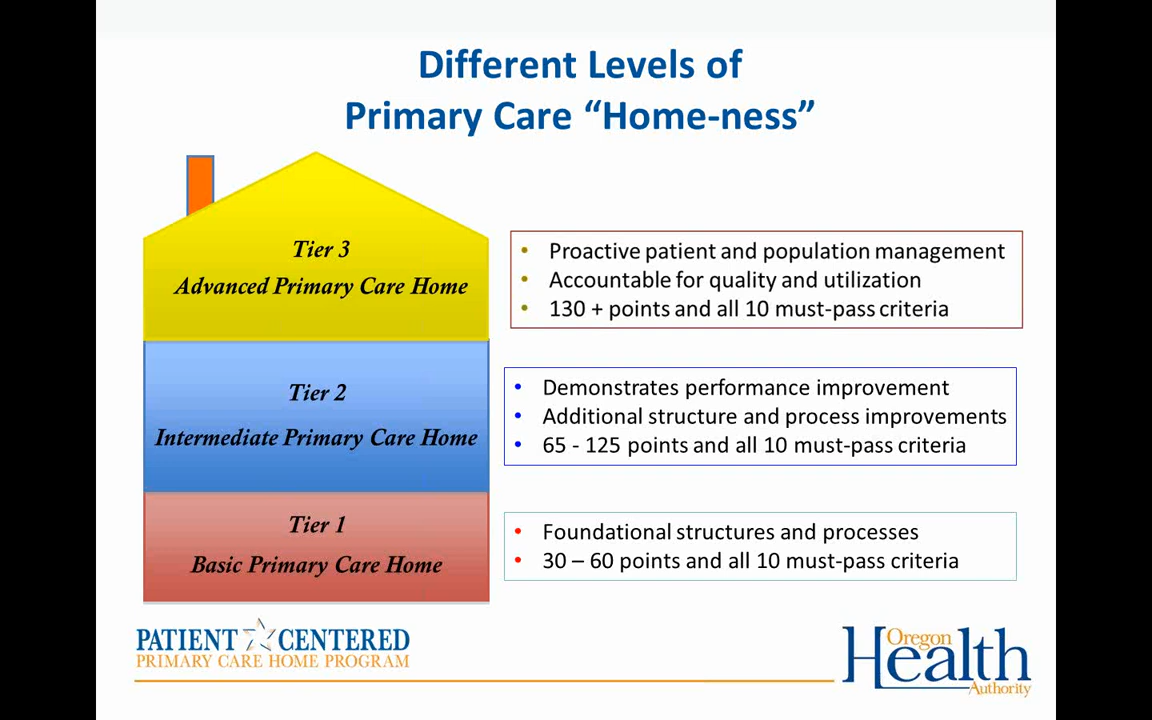 Different Levels of
Primary Care “Home-ness”
Tier 3
Advanced Primary Care Home
• Proactive patient and population management
• Accountable for quality and utilization
• 130 + points and all 10 must-pass criteria
Tier 2
Intermediate Primary Care Home
• Demonstrates performance improvement
• Additional structure and process improvements
• 65 - 125 points and all 10 must-pass criteria
Tier 1
Basic Primary Care Home
• Foundational structures and processes
• 30 – 60 points and all 10 must-pass criteria
PATIENT CENTERED
PRIMARY CARE HOME PROGRAM
Oregon
Health
Authority